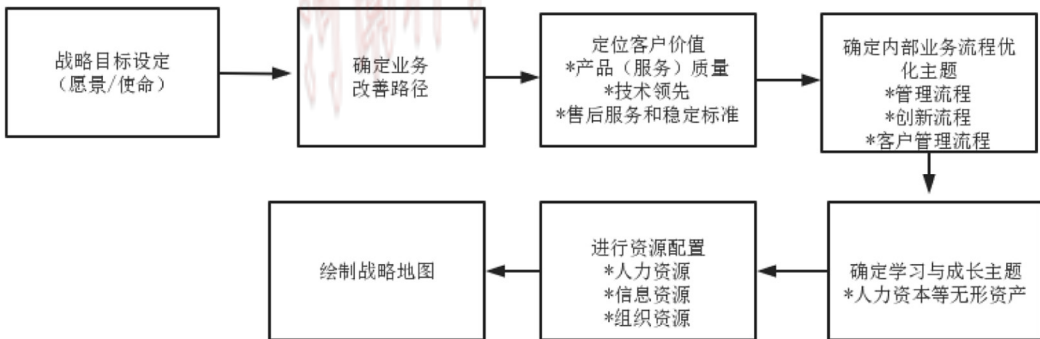 战略目标设定
（愿景/使命）
确定业务
改善路径
定位客户价值
*产品（服务）质量
*技术领先
*售后服务和稳定标准
确定内部业务流程优
化主题
*管理流程
*创新流程
*客户管理流程
确定学习与成长主题
*人力资本等无形资产
进行资源配置
*人力资源
*信息资源
*组织资源
绘制战略地图